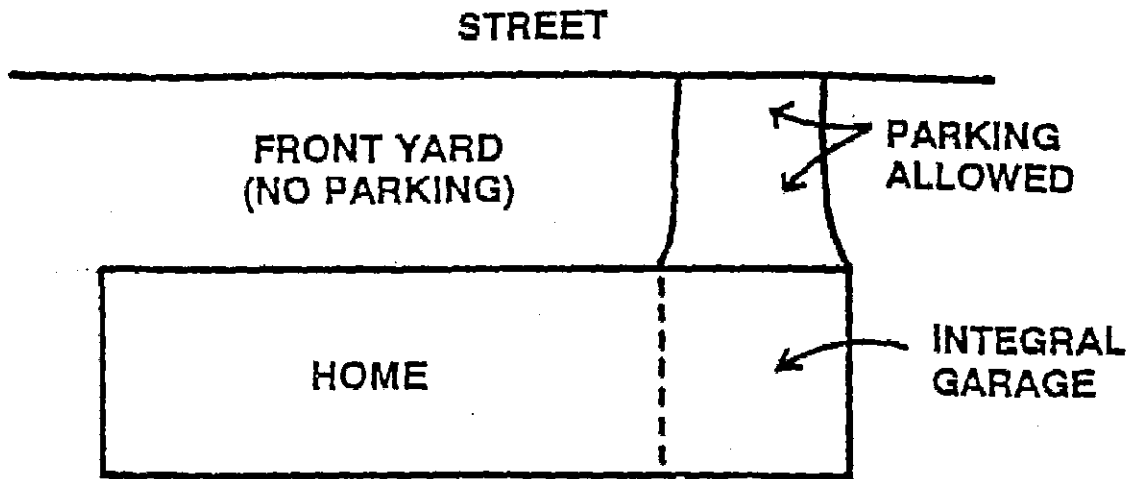 STREET
FRONT YARD
(NO PARKING)
PARKING
ALLOWED
HOME
INTEGRAL
GARAGE